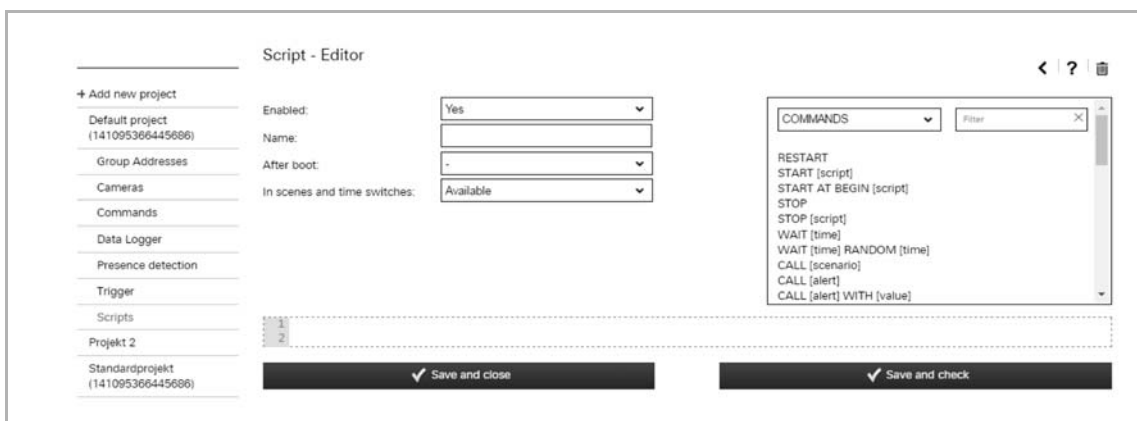 Script - Editor
?
+ Add new project
Default project
(141095366445686)
Group Addresses
Cameras
Commands
Data Logger
Presence detection
Trigger
Scripts
Projekt 2
Standardprojekt
(141095366445686)
Enabled:
Yes
Name:
After boot:
-
In scenes and time switches:
Available
COMMANDS
Filter
RESTART
START [script]
START AT BEGIN [script]
STOP
STOP [script]
WAIT [time]
WAIT [time] RANDOM [time]
CALL [scenario]
CALL [alert]
CALL [alert] WITH [value]
1
2
Save and close
Save and check